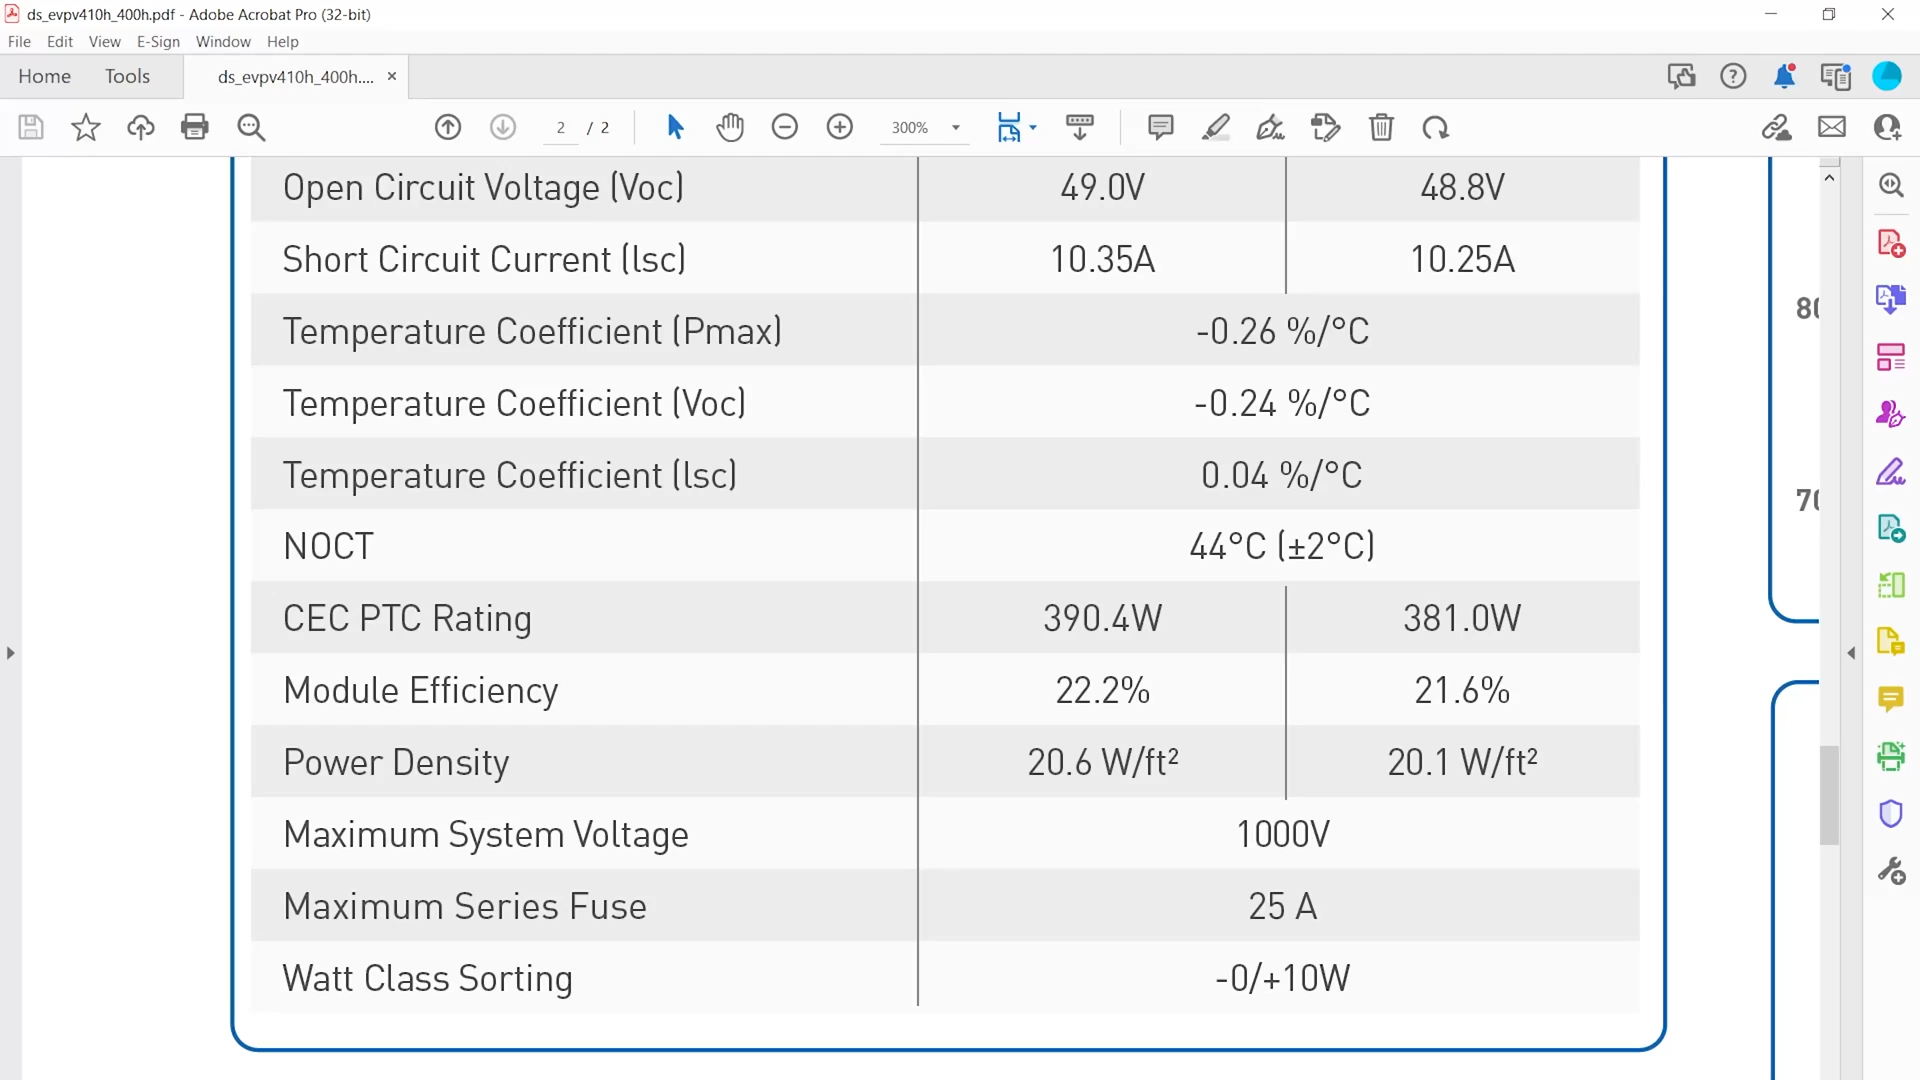 ds_evpv410h_400h.pdf - Adobe Acrobat Pro (32-bit)
File Edit View E-Sign Window Help
Home Tools ds_evpv410h_400h.... ×
2 / 2 300%
Open Circuit Voltage (Voc) 49.0V 48.8V
Short Circuit Current (lsc) 10.35A 10.25A
Temperature Coefficient (Pmax) -0.26 %/°C
Temperature Coefficient (Voc) -0.24 %/°C
Temperature Coefficient (lsc) 0.04 %/°C
NOCT 44°C (±2°C)
CEC PTC Rating 390.4W 381.0W
Module Efficiency 22.2% 21.6%
Power Density 20.6 W/ft² 20.1 W/ft²
Maximum System Voltage 1000V
Maximum Series Fuse 25 A
Watt Class Sorting -0/+10W